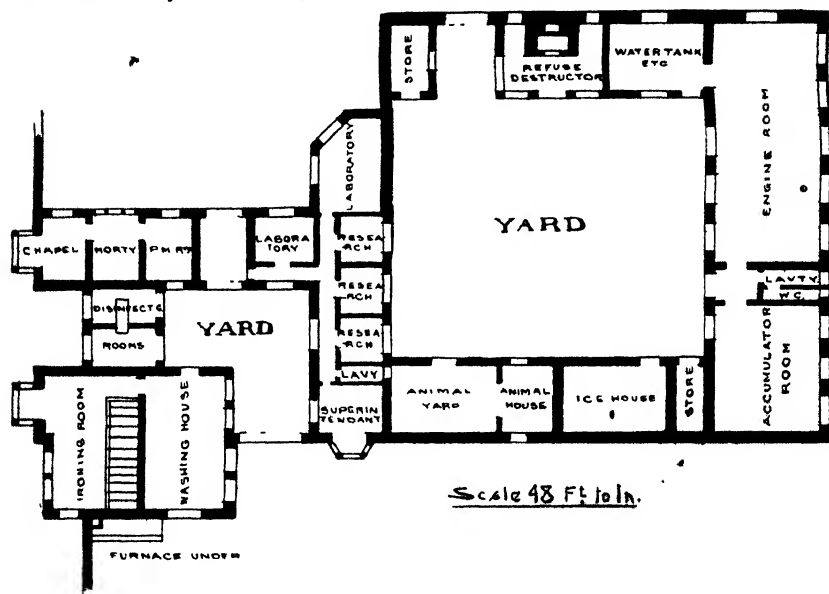 STORE
REFUSE
DESTRUCTOR
WATER TANK
ETC
ENGINE ROOM
LABORATORY
YARD
CHAPEL
MORTY
P.M. RM
LABORA
TORY
RESEA
RCH
RESEA
RCH
RESEA
RCH
LAVTY.
W.C.
DISINFECTG
ROOMS
YARD
LAVY
SUPERIN
TENDANT
ANIMAL
YARD
ANIMAL
HOUSE
ICE HOUSE
STORE
ACCUMULATOR
ROOM
IRONING ROOM
WASHING HOUSE
Scale 48 Ft. to In.
FURNACE UNDER